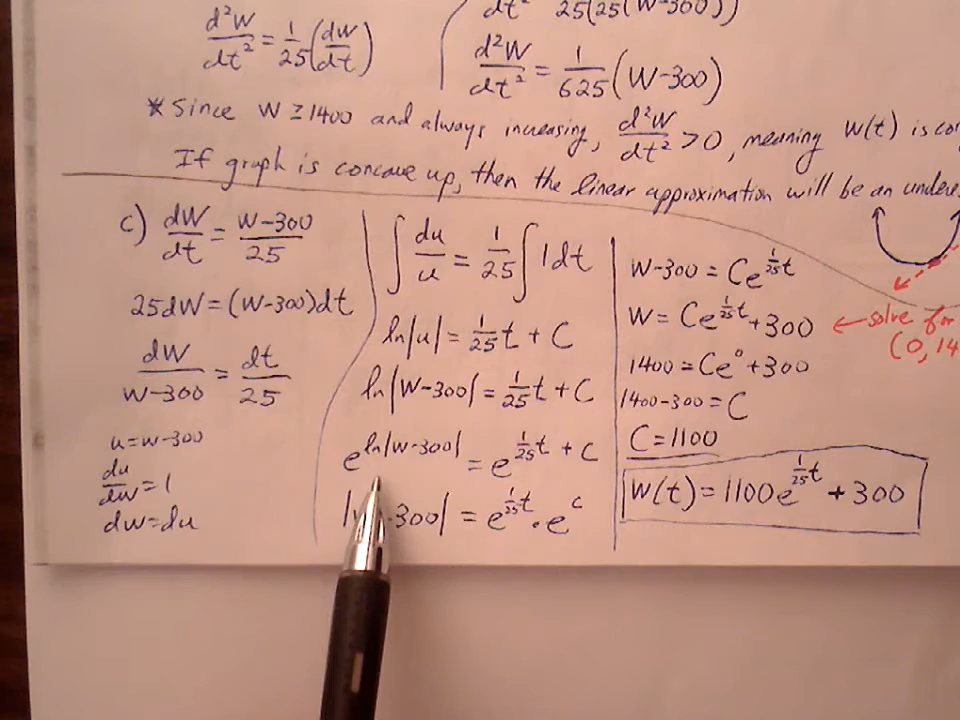 d²W/dt² = 1/25 (dW/dt)
dt² 25(25(W-300))
d²W/dt² = 1/625 (W-300)
*Since W ≥ 1400 and always increasing, d²W/dt² > 0, meaning W(t) is
If graph is concave up, then the linear approximation will be an
c) dW/dt = W-300/25
25dW = (W-300)dt
dW/W-300 = dt/25
u = W-300
du/dW = 1
dW = du
∫ du/u = 1/25 ∫ 1dt
ln|u| = 1/25 t + C
ln|W-300| = 1/25 t + C
e^ln|W-300| = e^1/25 t + C
300| = e^1/25 t · e^C
W-300 = Ce^1/25 t
W = Ce^1/25 t + 300
← solve for
(0, 14
1400 = Ce° + 300
1400-300 = C
C = 1100
W(t) = 1100e^1/25 t + 300